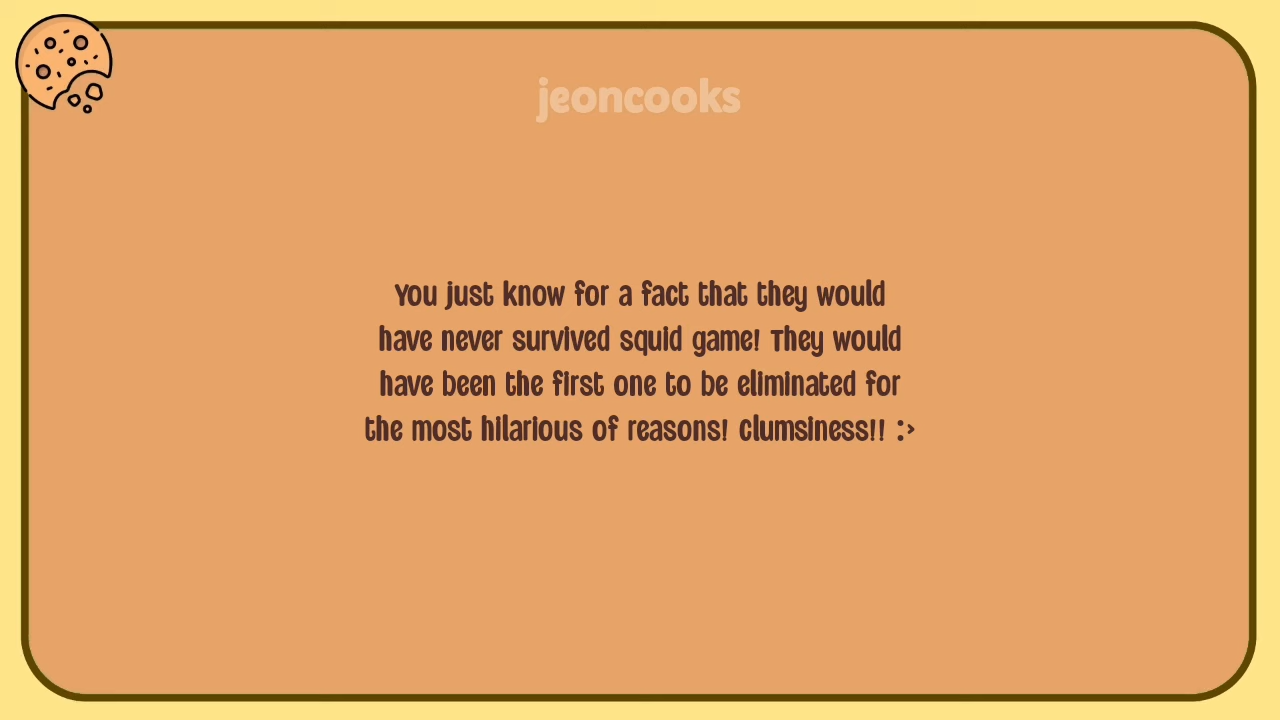 jeoncooks
You just know for a fact that they would
have never survived squid game! They would
have been the first one to be eliminated for
the most hilarious of reasons! Clumsiness!! :>